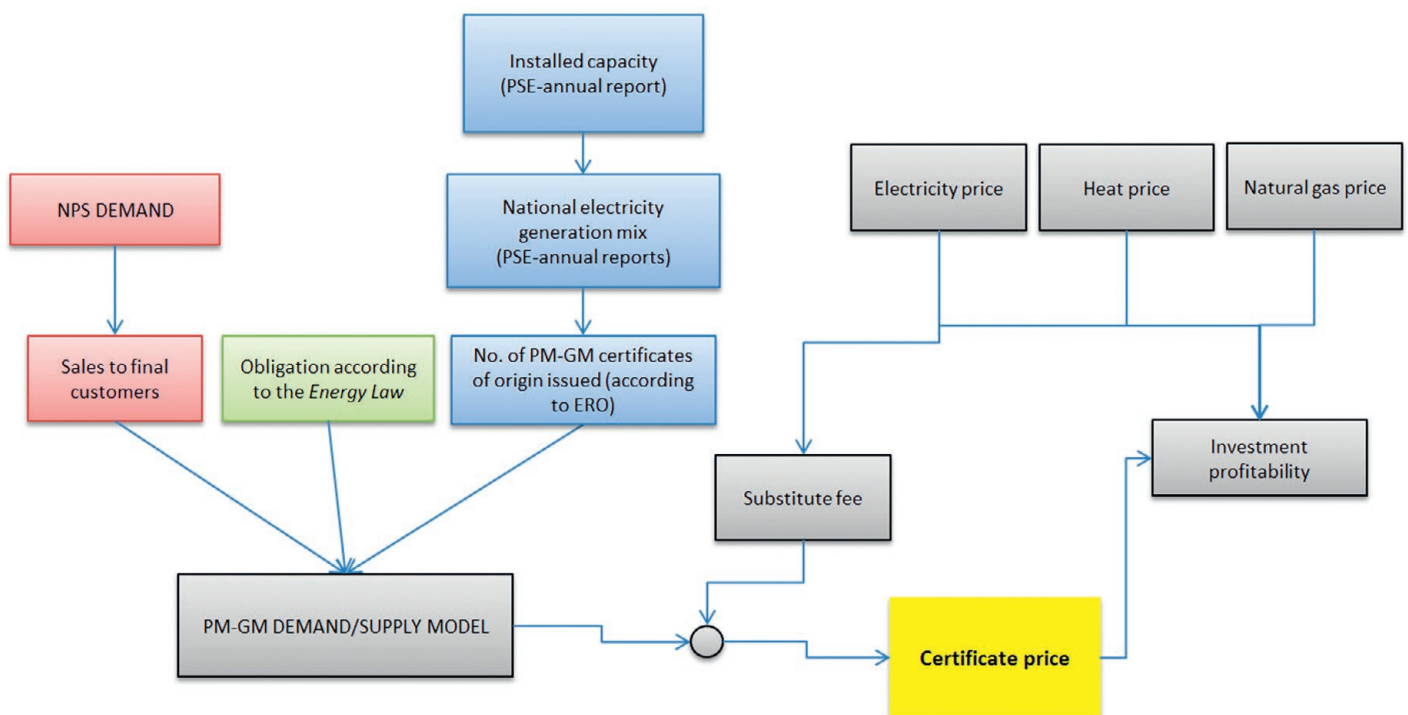 Installed capacity
(PSE-annual report)
NPS DEMAND
National electricity
generation mix
(PSE-annual reports)
Electricity price
Heat price
Natural gas price
Sales to final
customers
Obligation according
to the Energy Law
No. of PM-GM certificates
of origin issued (according
to ERO)
Investment
profitability
Substitute fee
PM-GM DEMAND/SUPPLY MODEL
Certificate price